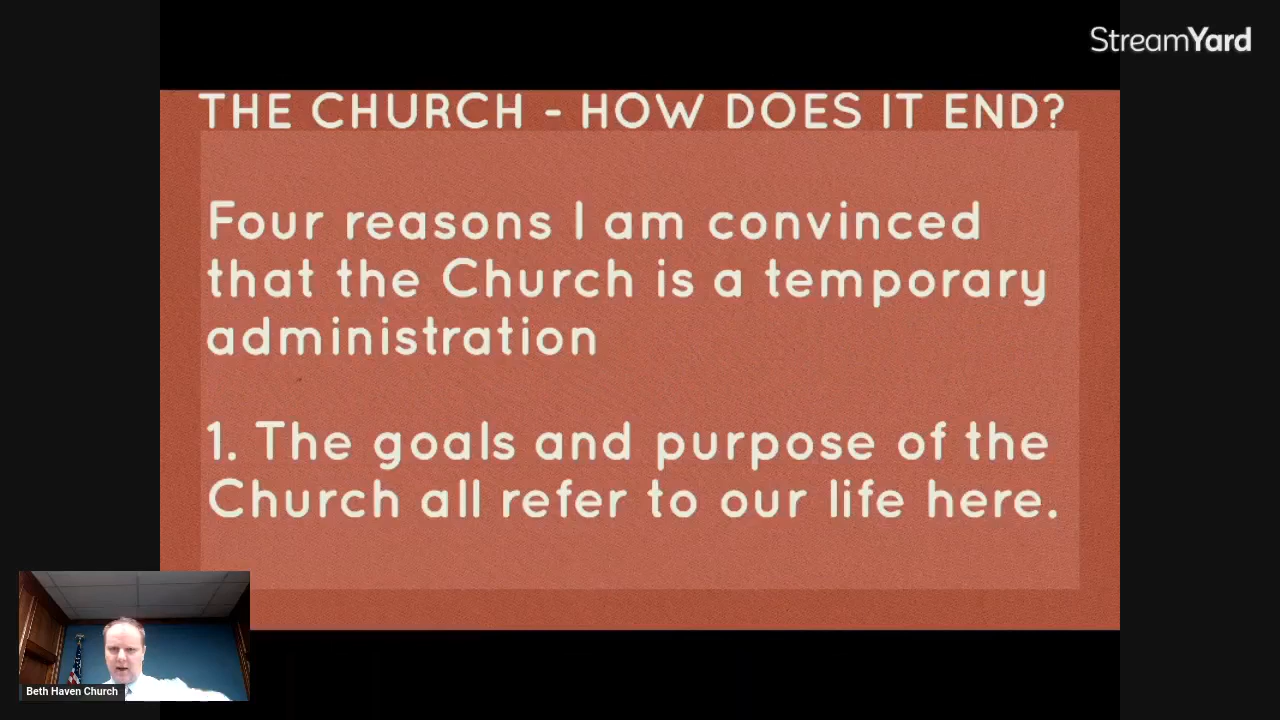 StreamYard
THE CHURCH - HOW DOES IT END?
Four reasons I am convinced
that the Church is a temporary
administration
1. The goals and purpose of the
Church all refer to our life here.
Beth Haven Church